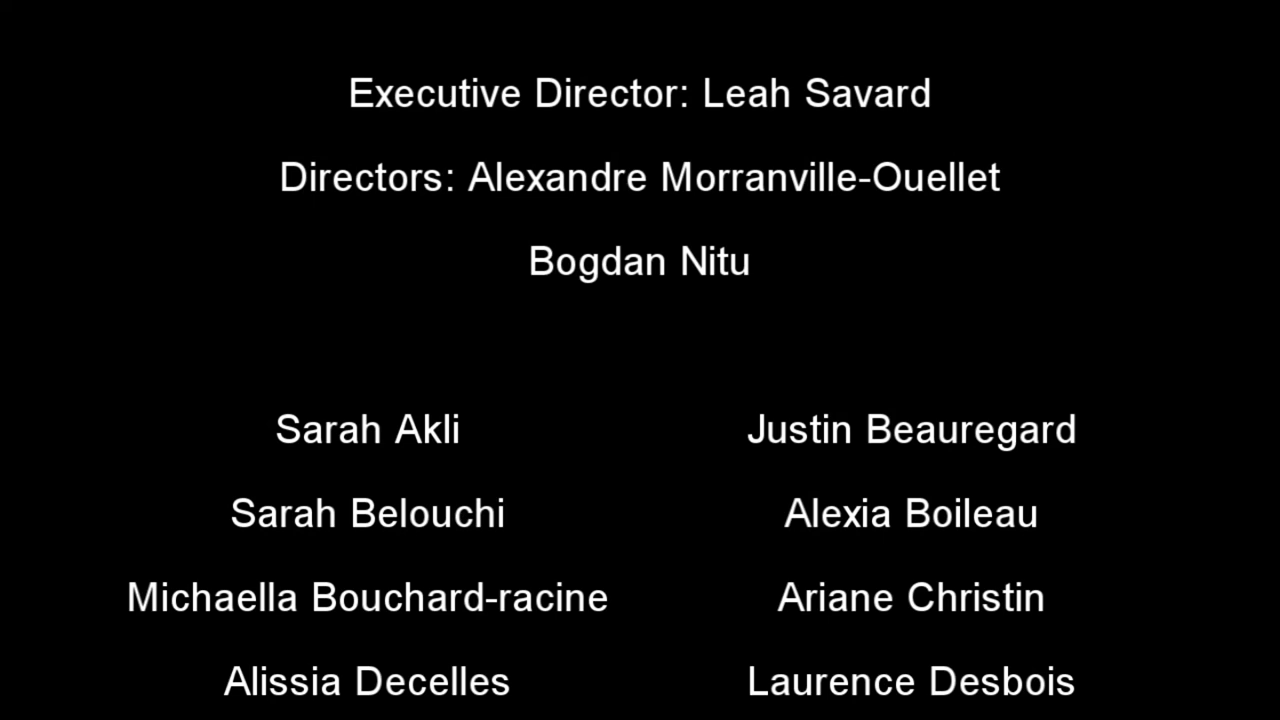 Executive Director: Leah Savard
Directors: Alexandre Morranville-Ouellet
Bogdan Nitu
Sarah Akli Justin Beauregard
Sarah Belouchi Alexia Boileau
Michaella Bouchard-racine Ariane Christin
Alissia Decelles Laurence Desbois